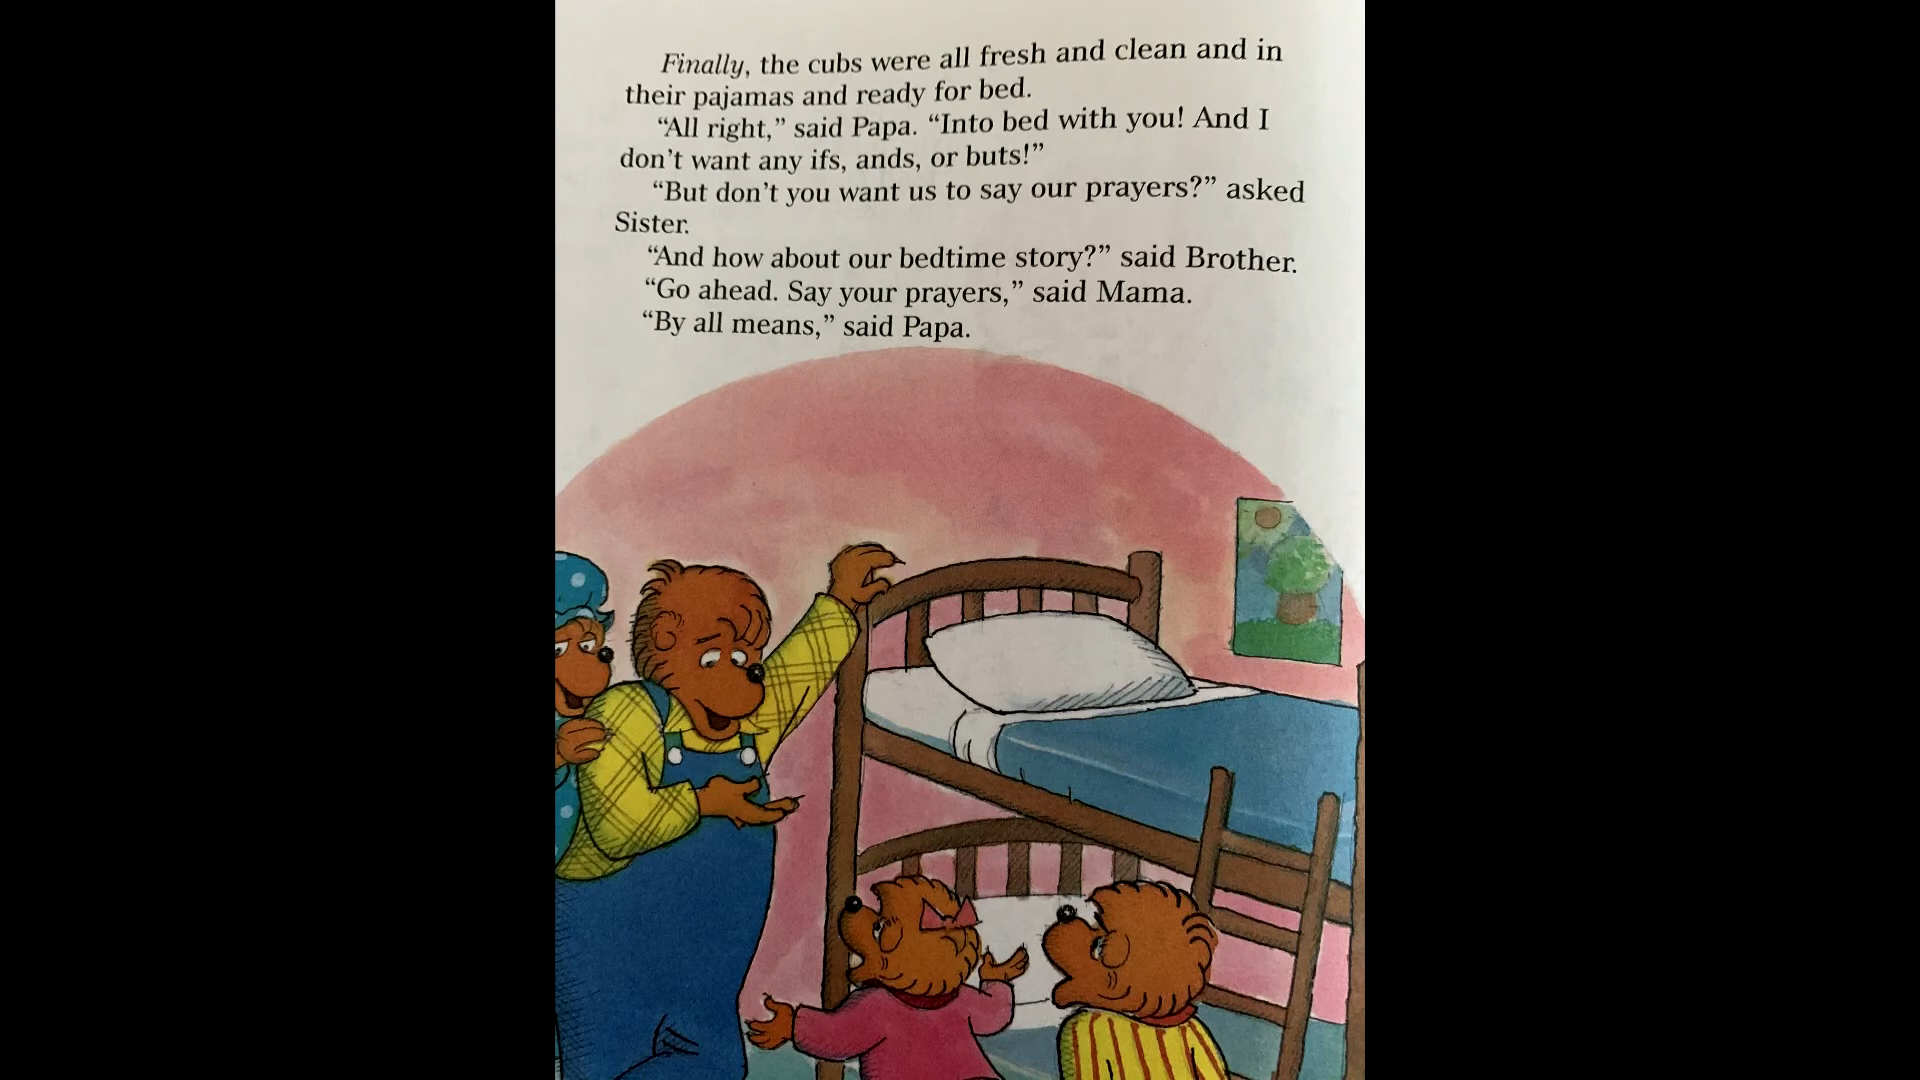 Finally, the cubs were all fresh and clean and in
their pajamas and ready for bed.
“All right,” said Papa. “Into bed with you! And I
don’t want any ifs, ands, or buts!”
“But don’t you want us to say our prayers?” asked
Sister.
“And how about our bedtime story?” said Brother.
“Go ahead. Say your prayers,” said Mama.
“By all means,” said Papa.